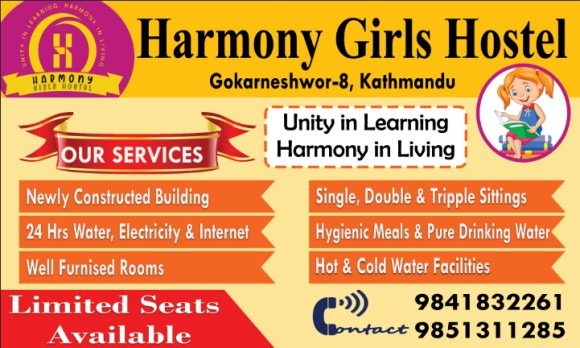 UNITY IN LEARNING HARMONY IN LIVING
H
HARMONY
GIRLS HOSTEL
Harmony Girls Hostel
Gokarneshwor-8, Kathmandu
OUR SERVICES
Unity in Learning
Harmony in Living
Newly Constructed Building
24 Hrs Water, Electricity & Internet
Well Furnised Rooms
Single, Double & Tripple Sittings
Hygienic Meals & Pure Drinking Water
Hot & Cold Water Facilities
Limited Seats
Available
Contact
9841832261
9851311285